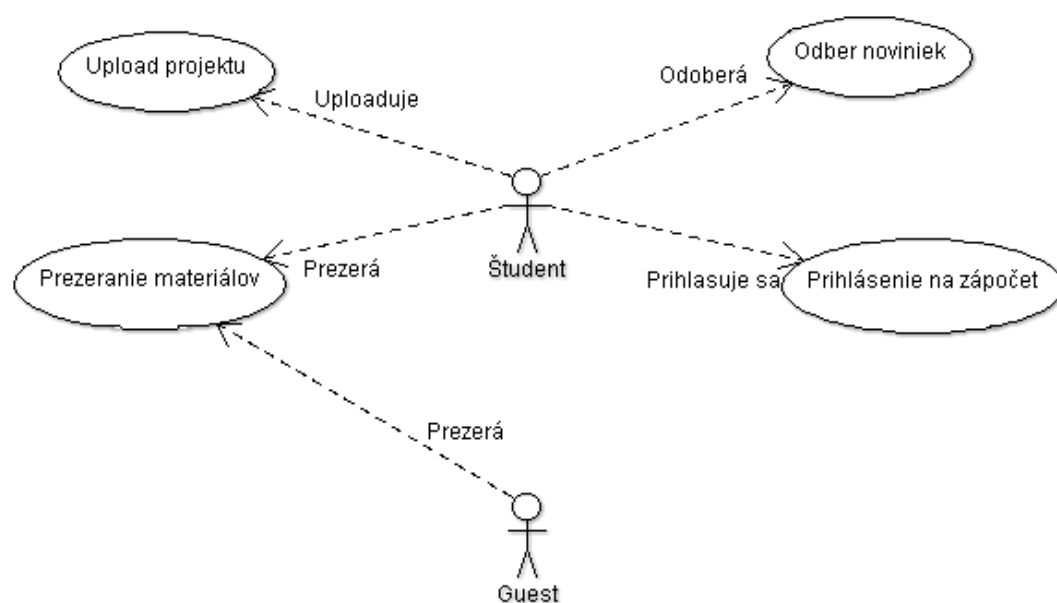 Upload projektu
Odber noviniek
Uploaduje
Odoberá
Prezeranie materiálov
Prezerá
Študent
Prihlasuje sa
Prihlásenie na zápočet
Prezerá
Guest